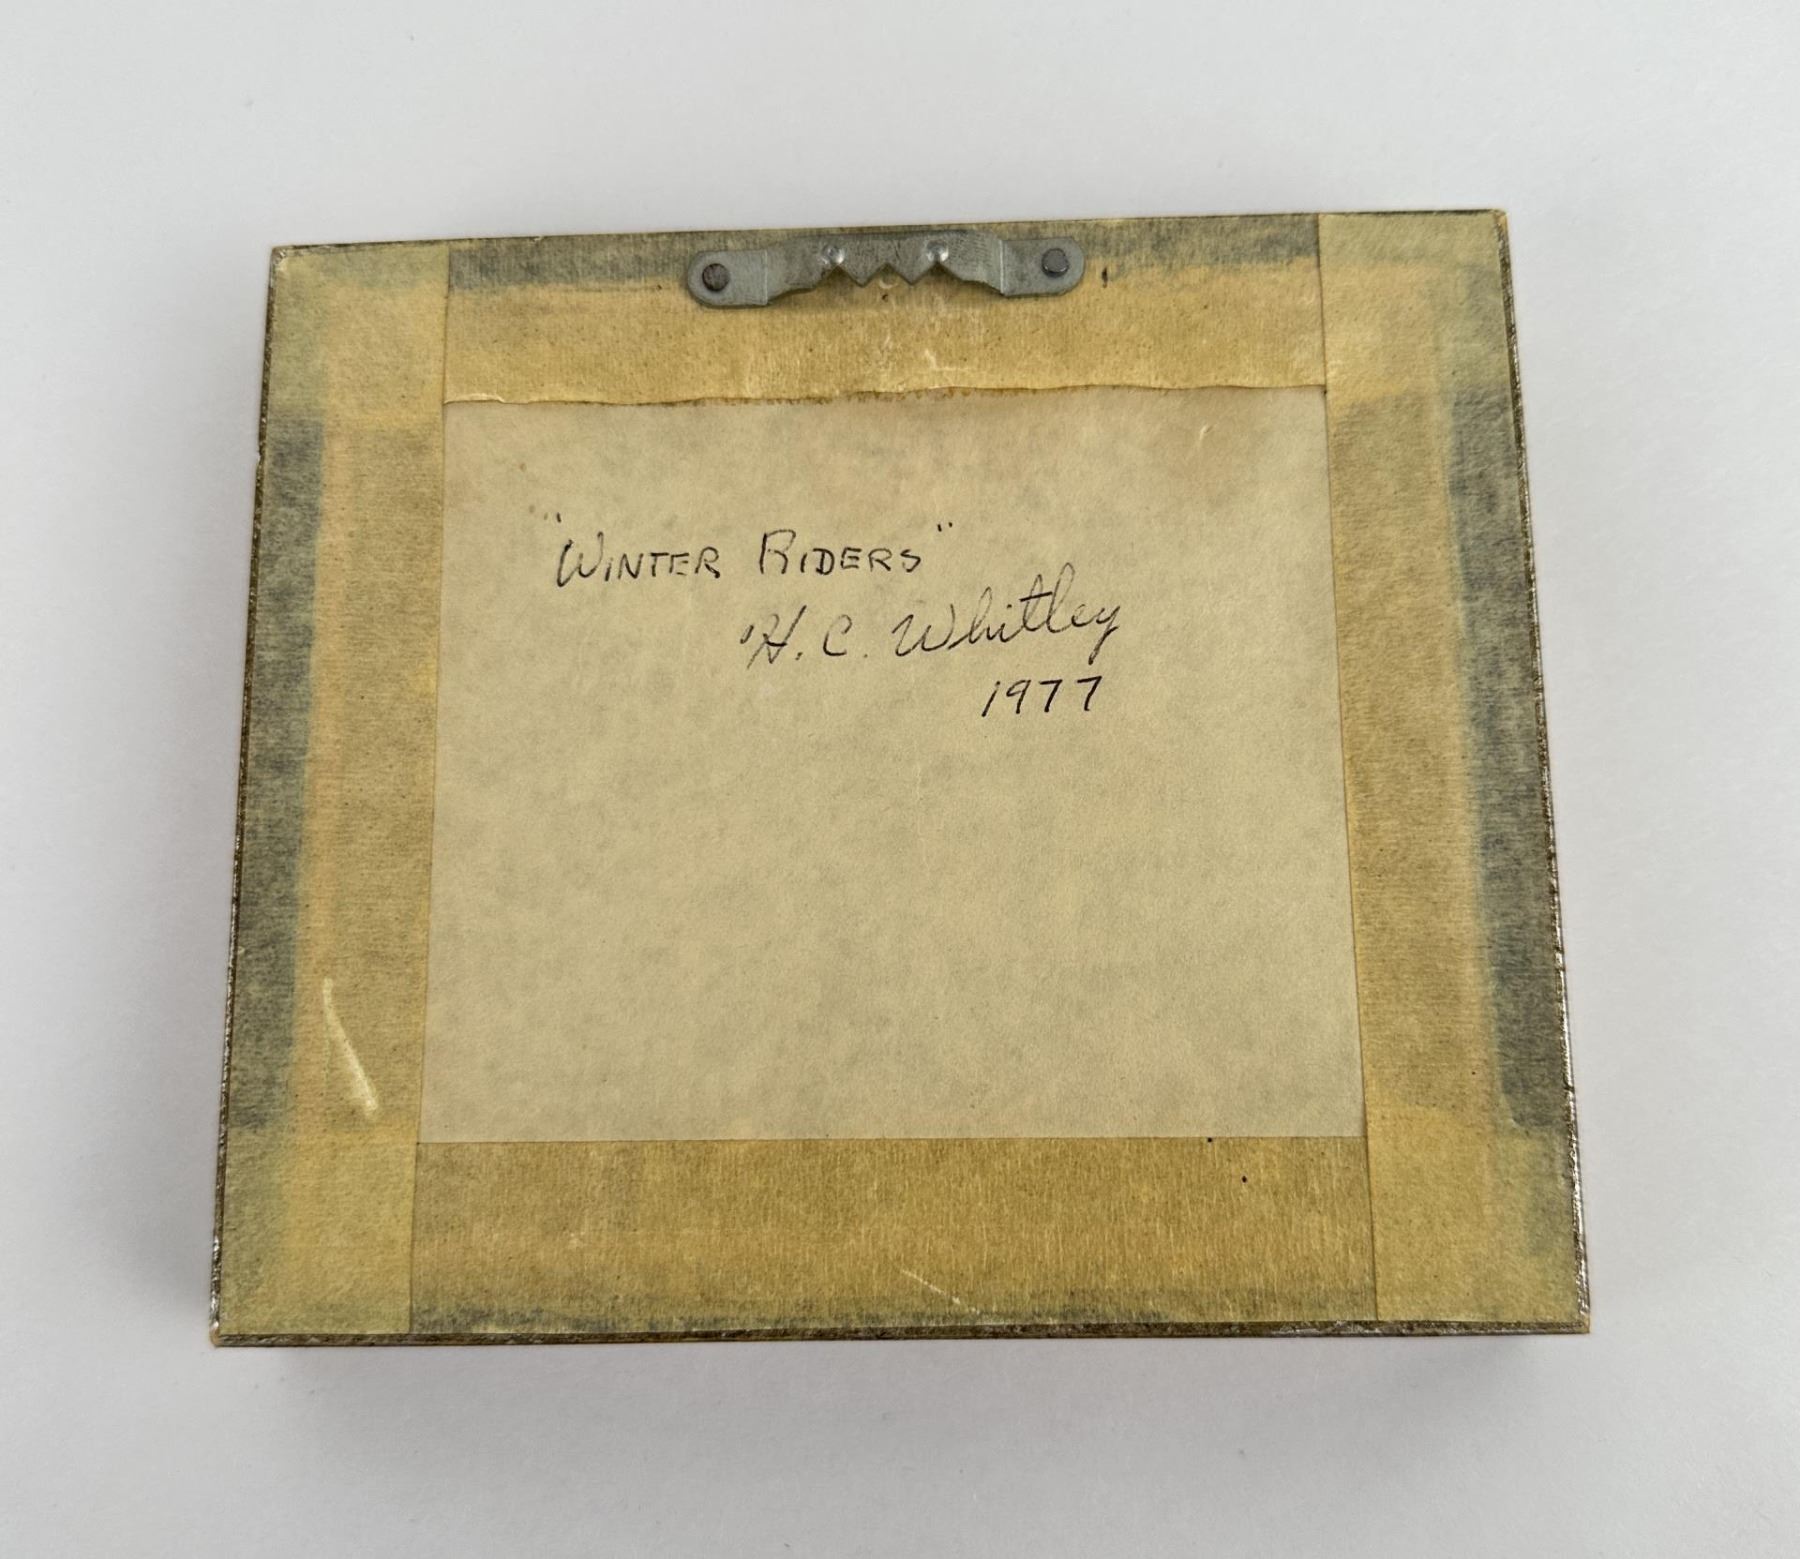 "WINTER RIDERS"
H. C. Whitley
1977